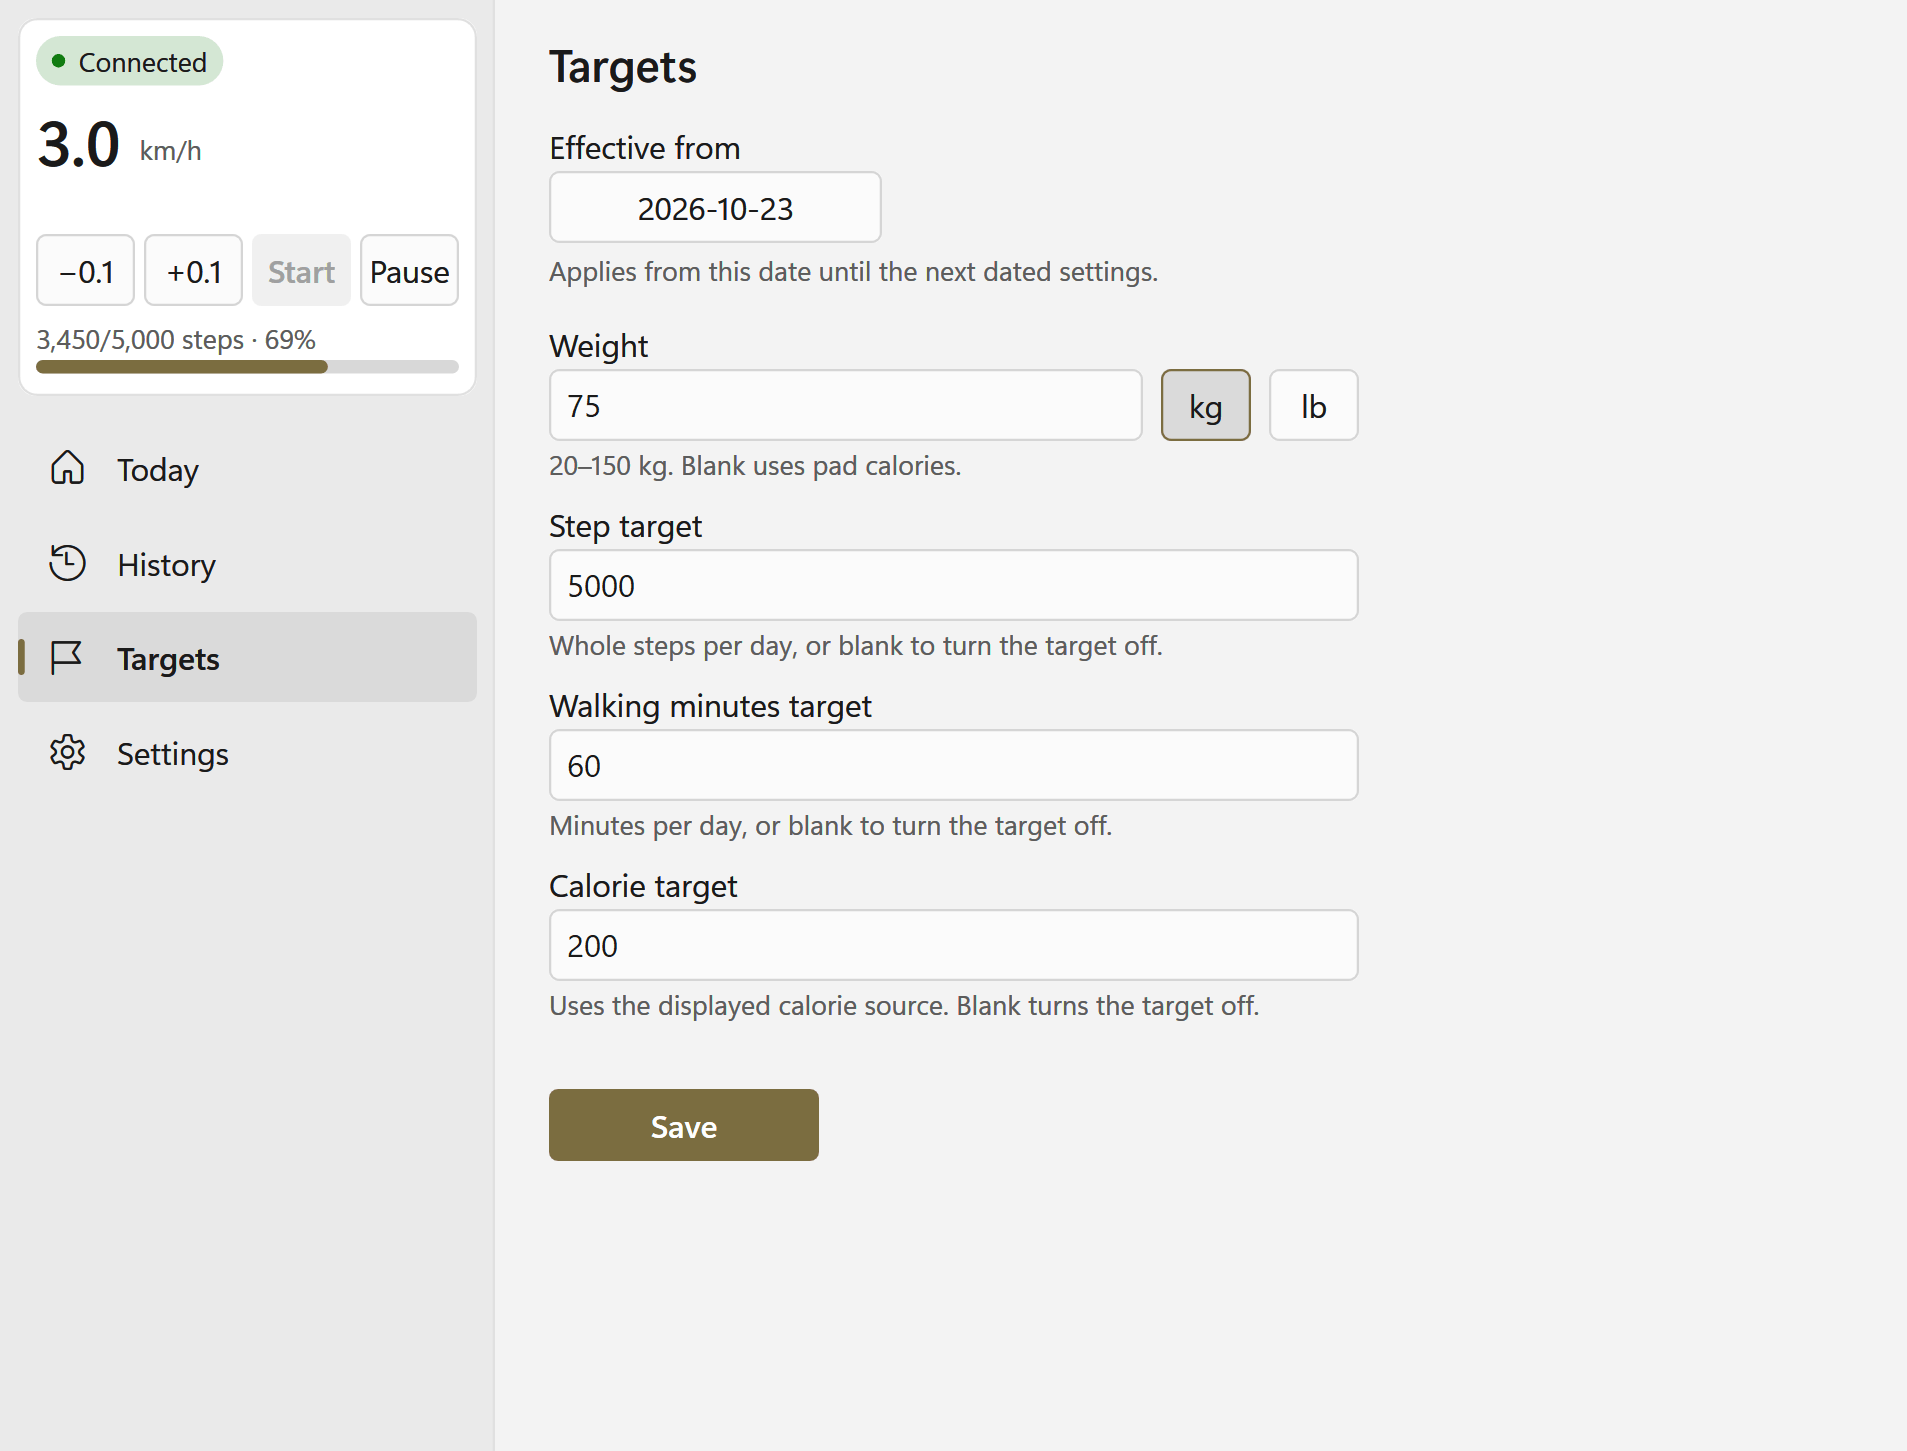 Connected
3.0 km/h
−0.1 +0.1 Start Pause
3,450/5,000 steps · 69%
Today
History
Targets
Settings
Targets
Effective from
2026-10-23
Applies from this date until the next dated settings.
Weight
75 kg lb
20–150 kg. Blank uses pad calories.
Step target
5000
Whole steps per day, or blank to turn the target off.
Walking minutes target
60
Minutes per day, or blank to turn the target off.
Calorie target
200
Uses the displayed calorie source. Blank turns the target off.
Save